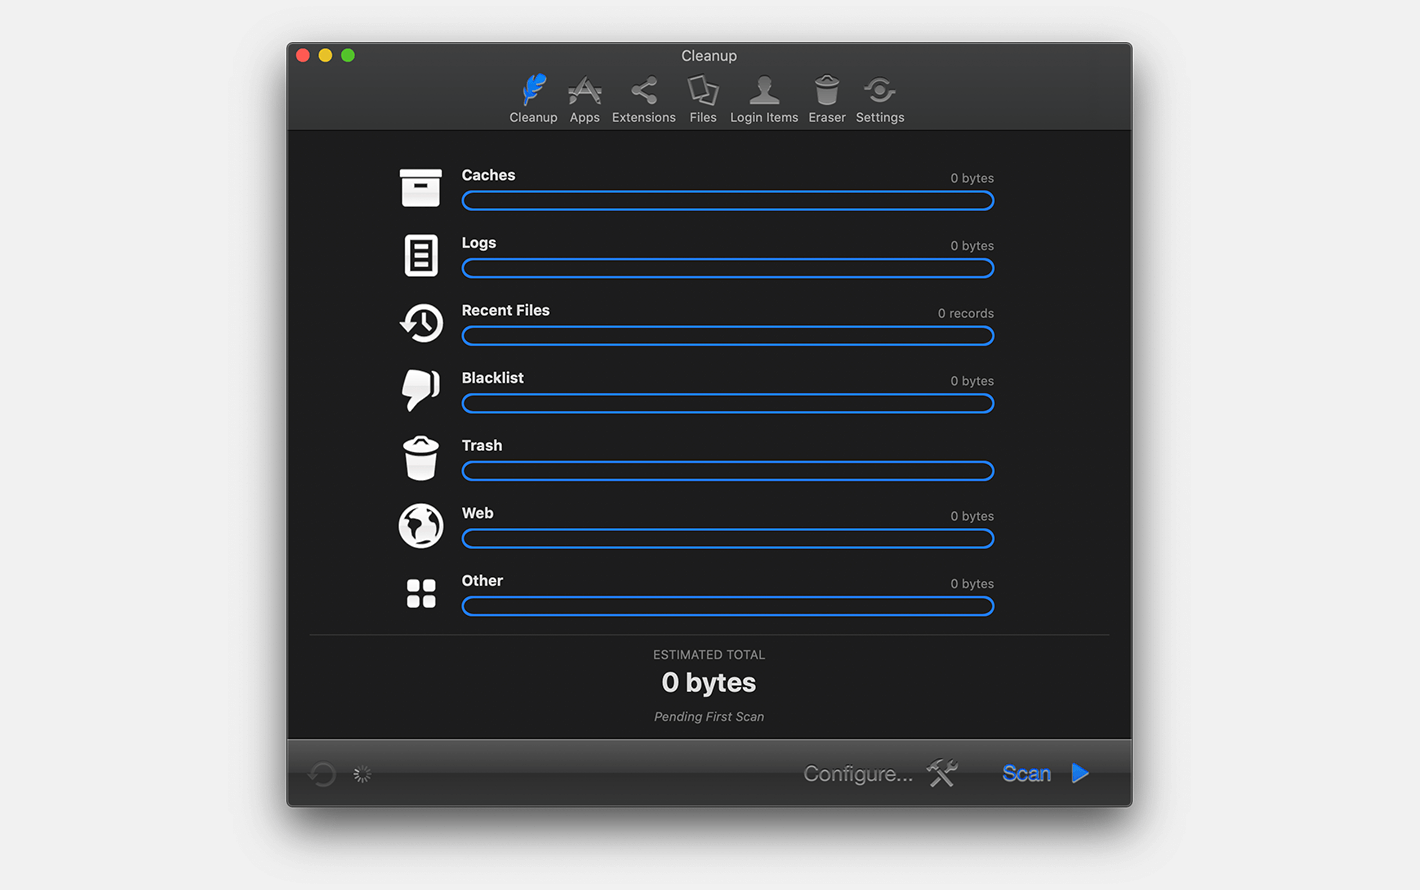 Cleanup
Cleanup Apps Extensions Files Login Items Eraser Settings
Caches 0 bytes
Logs 0 bytes
Recent Files 0 records
Blacklist 0 bytes
Trash
Web 0 bytes
Other 0 bytes
ESTIMATED TOTAL
0 bytes
Pending First Scan
Configure... Scan